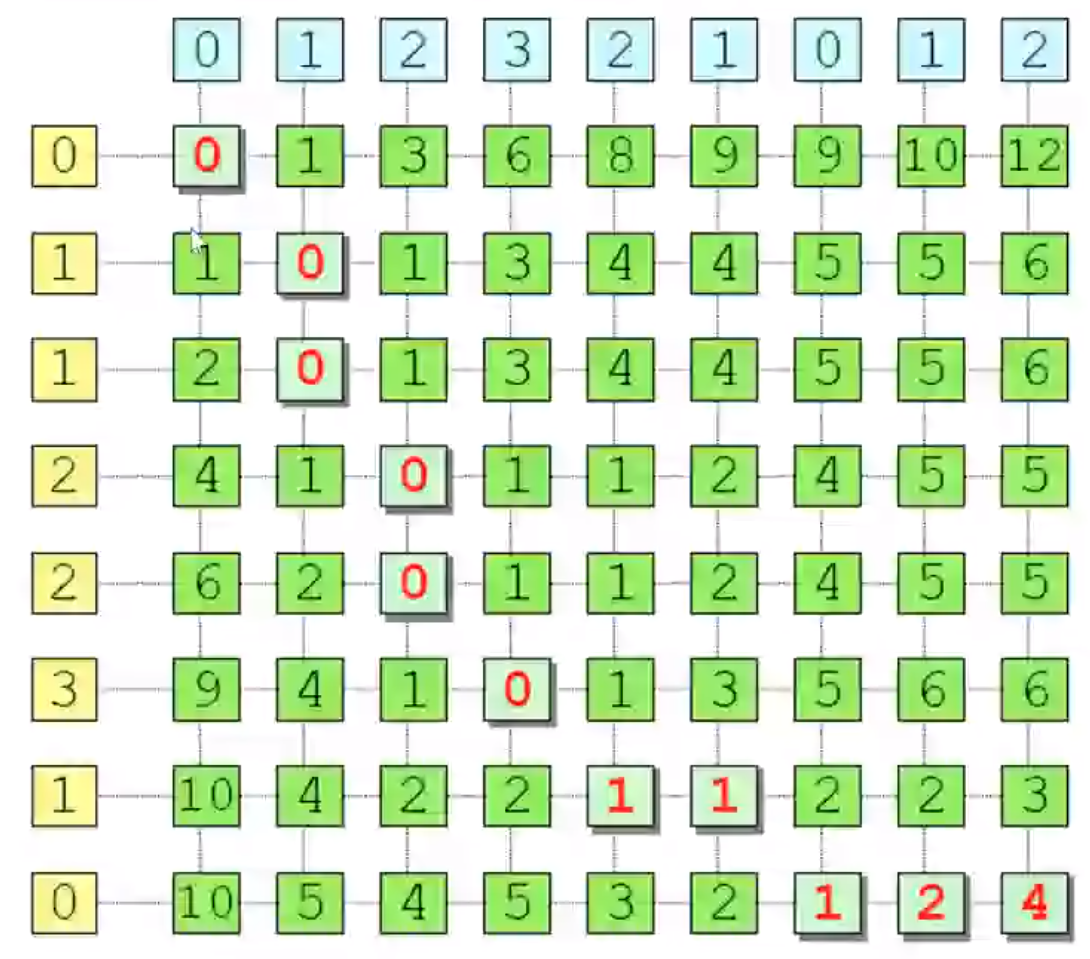 0 1 2 3 2 1 0 1 2
0 0 1 3 6 8 9 9 10 12
1 1 0 1 3 4 4 5 5 6
1 2 0 1 3 4 4 5 5 6
2 4 1 0 1 1 2 4 5 5
2 6 2 0 1 1 2 4 5 5
3 9 4 1 0 1 3 5 6 6
1 10 4 2 2 1 1 2 2 3
0 10 5 4 5 3 2 1 2 4